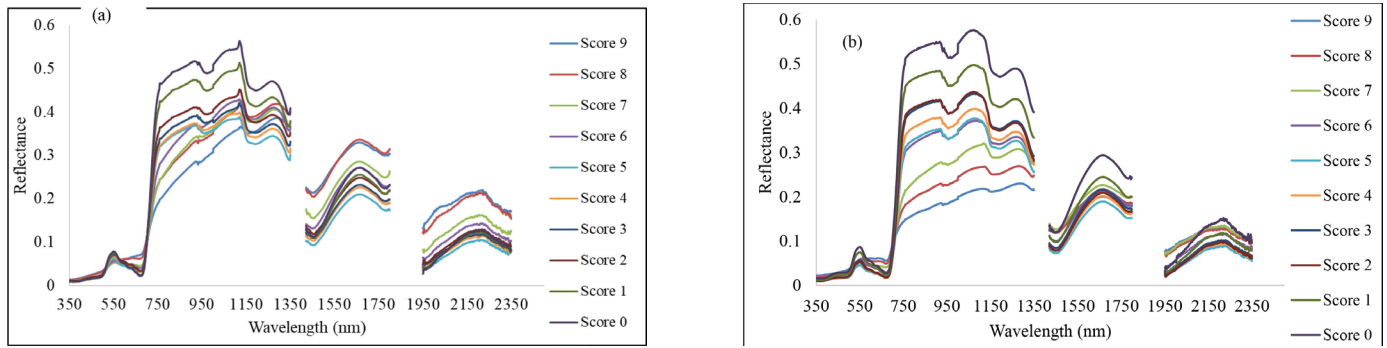 (a)
0.6
0.5
0.4
0.3
0.2
0.1
0
Reflectance
350 550 750 950 1150 1350 1550 1750 1950 2150 2350
Wavelength (nm)
Score 9
Score 8
Score 7
Score 6
Score 5
Score 4
Score 3
Score 2
Score 1
Score 0
(b)
0.6
0.5
0.4
0.3
0.2
0.1
0
Reflectance
350 550 750 950 1150 1350 1550 1750 1950 2150 2350
Wavelength (nm)
Score 9
Score 8
Score 7
Score 6
Score 5
Score 4
Score 3
Score 2
Score 1
Score 0